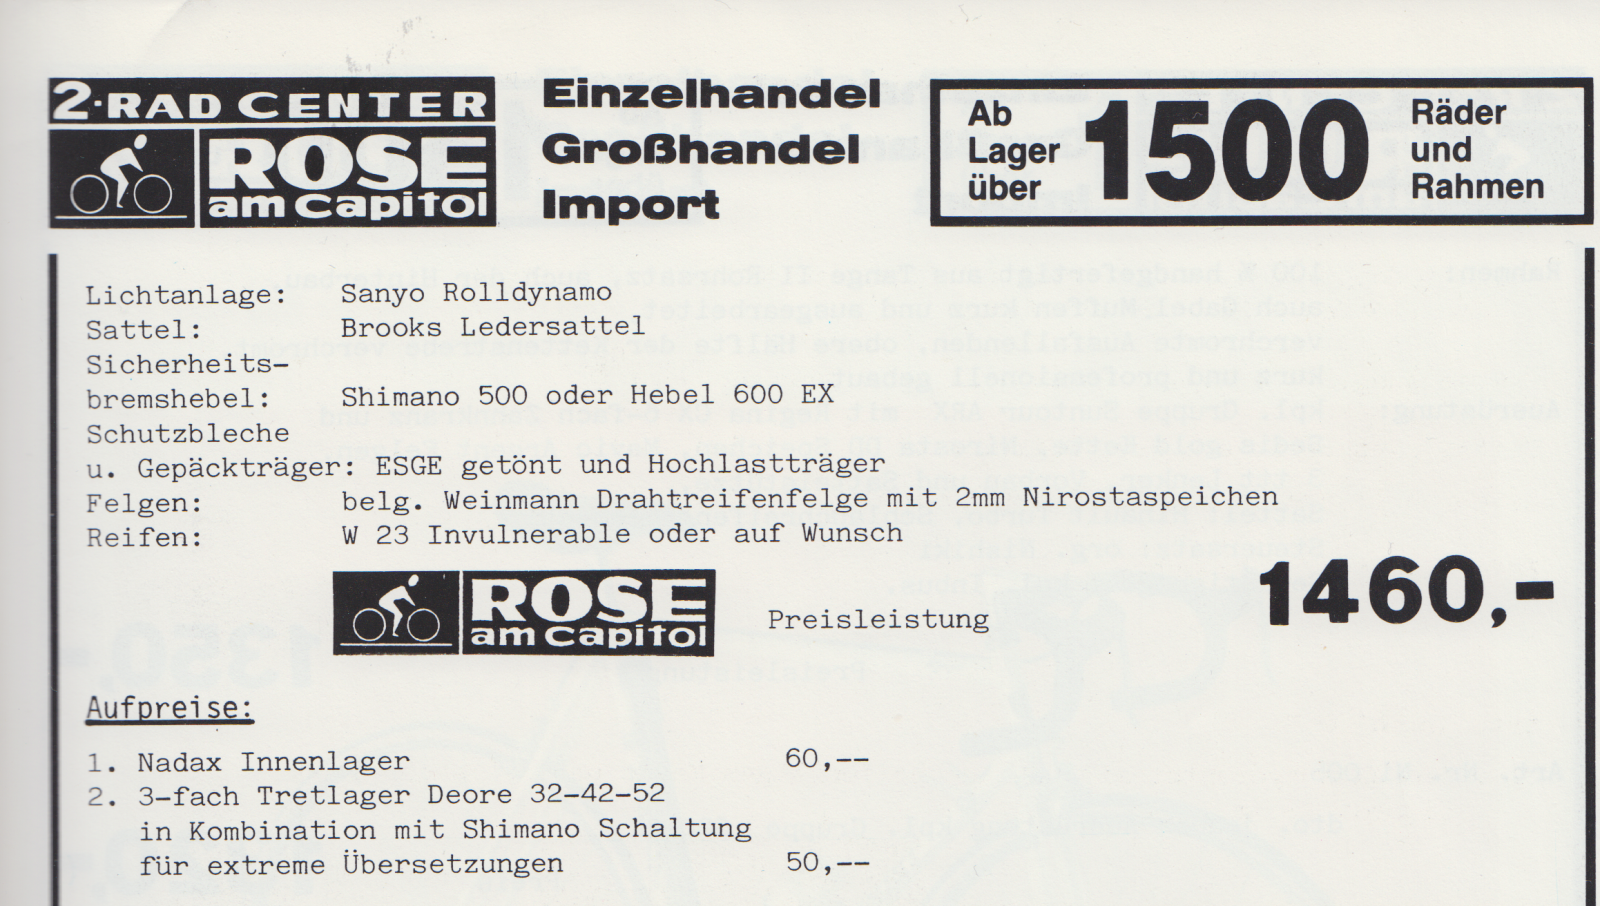 2·RAD CENTER
ROSE
am Capitol
Einzelhandel
Großhandel
Import
Ab
Lager
über
1500
Räder
und
Rahmen
Lichtanlage: Sanyo Rolldynamo
Sattel: Brooks Ledersattel
Sicherheits-
bremshebel: Shimano 500 oder Hebel 600 EX
Schutzbleche
u. Gepäckträger: ESGE getönt und Hochlastträger
Felgen: belg. Weinmann Drahtreifenfelge mit 2mm Nirostaspeichen
Reifen: W 23 Invulnerable oder auf Wunsch
ROSE
am Capitol
Preisleistung 1460,-
Aufpreise:
1. Nadax Innenlager 60,--
2. 3-fach Tretlager Deore 32-42-52
in Kombination mit Shimano Schaltung
für extreme Übersetzungen 50,--